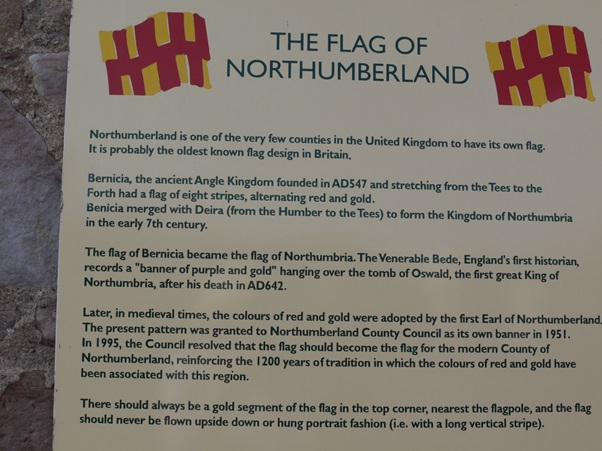 THE FLAG OF
NORTHUMBERLAND
Northumberland is one of the very few counties in the United Kingdom to have its own flag.
It is probably the oldest known flag design in Britain.
Bernicia, the ancient Angle Kingdom founded in AD547 and stretching from the Tees to the
Forth had a flag of eight stripes, alternating red and gold.
Benicia merged with Deira (from the Humber to the Tees) to form the Kingdom of Northumbria
in the early 7th century.
The flag of Bernicia became the flag of Northumbria. The Venerable Bede, England's first historian,
records a "banner of purple and gold" hanging over the tomb of Oswald, the first great King of
Northumbria, after his death in AD642.
Later, in medieval times, the colours of red and gold were adopted by the first Earl of Northumberland.
The present pattern was granted to Northumberland County Council as its own banner in 1951.
In 1995, the Council resolved that the flag should become the flag for the modern County of
Northumberland, reinforcing the 1200 years of tradition in which the colours of red and gold have
been associated with this region.
There should always be a gold segment of the flag in the top corner, nearest the flagpole, and the flag
should never be flown upside down or hung portrait fashion (i.e. with a long vertical stripe).